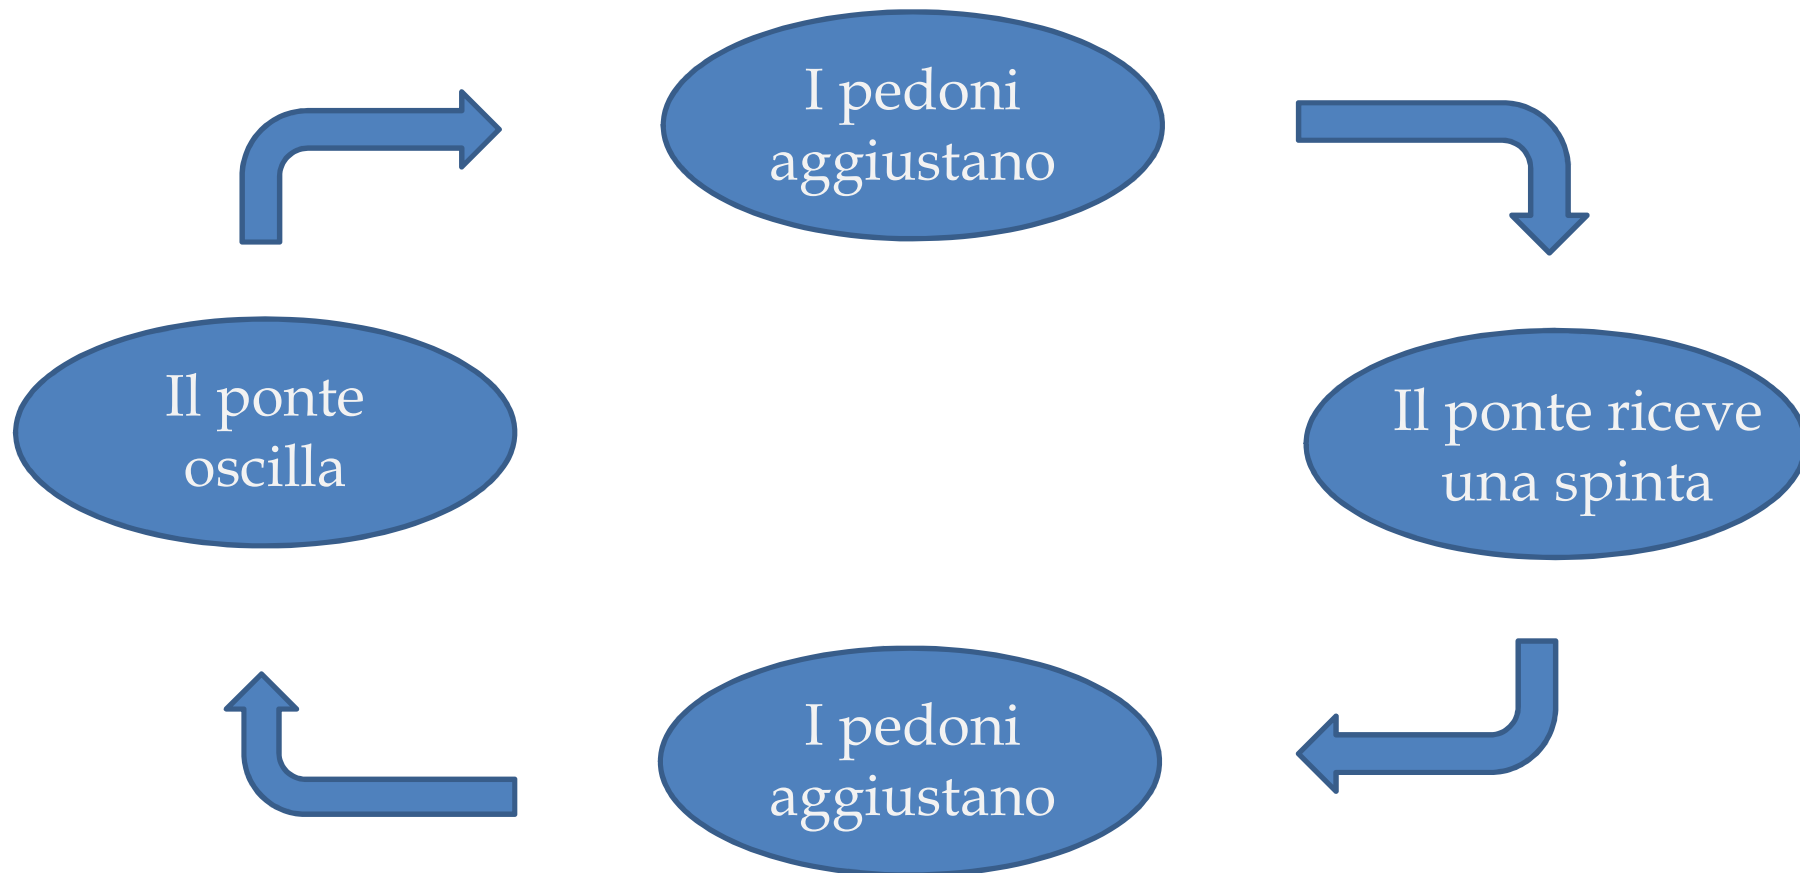 I pedoni
aggiustano
Il ponte
oscilla
Il ponte riceve
una spinta
I pedoni
aggiustano